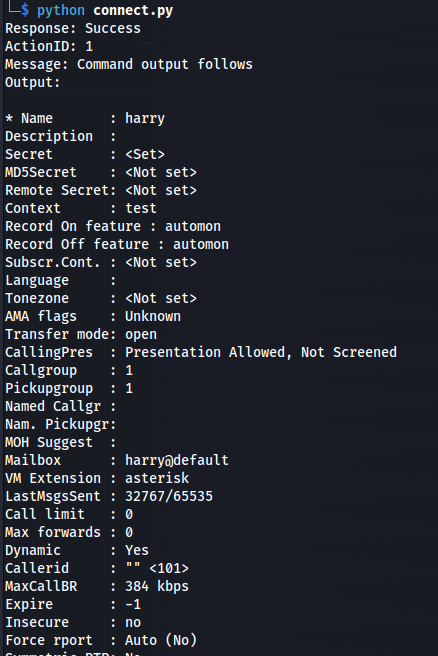 └─$ python connect.py
Response: Success
ActionID: 1
Message: Command output follows
Output:
* Name       : harry
Description  :
Secret       : <Set>
MD5Secret    : <Not set>
Remote Secret: <Not set>
Context      : test
Record On feature : automon
Record Off feature : automon
Subscr.Cont. : <Not set>
Language     :
Tonezone     : <Not set>
AMA flags    : Unknown
Transfer mode: open
CallingPres  : Presentation Allowed, Not Screened
Callgroup    : 1
Pickupgroup  : 1
Named Callgr :
Nam. Pickupgr:
MOH Suggest  :
Mailbox      : harry@default
VM Extension : asterisk
LastMsgsSent : 32767/65535
Call limit   : 0
Max forwards : 0
Dynamic      : Yes
Callerid     : "" <101>
MaxCallBR    : 384 kbps
Expire       : -1
Insecure     : no
Force rport  : Auto (No)
Symmetric RTP: No